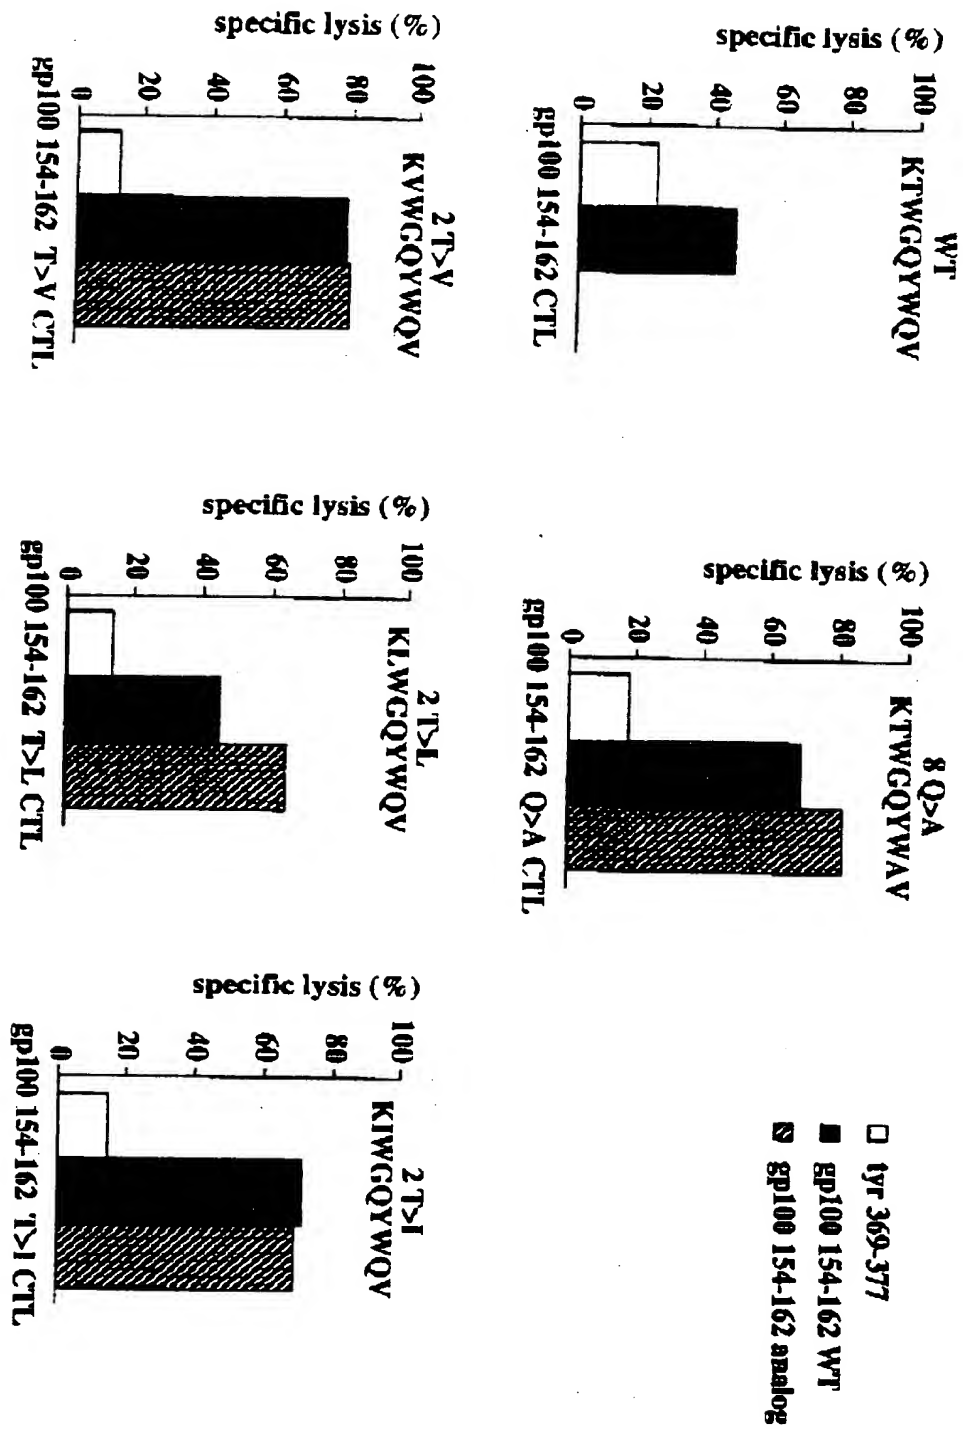 WT
KTWGQYWQV
specific lysis (%)
100
80
60
40
20
0
gp100 154-162 CTL
8 Q>A
KTWGQYWAV
specific lysis (%)
100
80
60
40
20
0
gp100 154-162 Q>A CTL
tyr 369-377
gp100 154-162 WT
gp100 154-162 analog
2 T>V
KVWGQYWQV
specific lysis (%)
100
80
60
40
20
0
gp100 154-162 T>V CTL
2 T>L
KLWGQYWQV
specific lysis (%)
100
80
60
40
20
0
gp100 154-162 T>L CTL
2 T>I
KIWGQYWQV
specific lysis (%)
100
80
60
40
20
0
gp100 154-162 T>I CTL